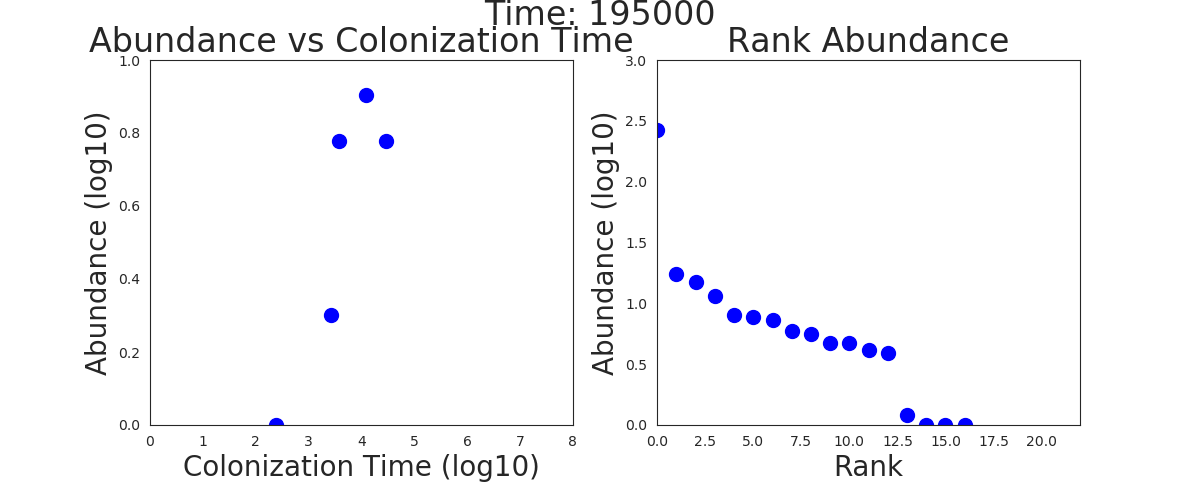 Time: 195000
Abundance vs Colonization Time
Rank Abundance
Abundance (log10)
1.0
0.8
0.6
0.4
0.2
0.0
0 1 2 3 4 5 6 7 8
Colonization Time (log10)
Abundance (log10)
3.0
2.5
2.0
1.5
1.0
0.5
0.0
0.0 2.5 5.0 7.5 10.0 12.5 15.0 17.5 20.0
Rank